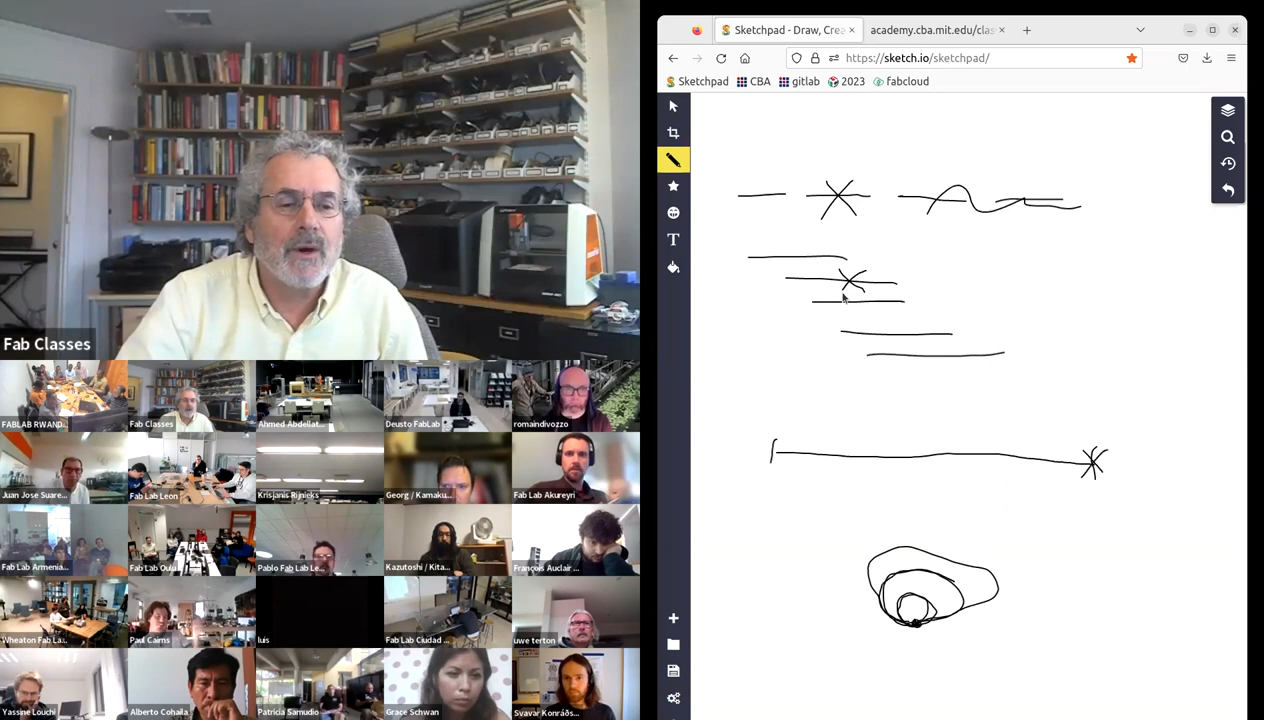 Fab Classes
FABLAB RWAND...
Fab Classes
Ahmed Abdellat...
Deusto FabLab
romaindivozzo
Juan Jose Suare...
Fab Lab Leon
Krisjanis Rijnieks
Georg / Kamaku...
Fab Lab Akureyri
Fab Lab Armenia...
Fab Lab Oulu
Pablo Fab Lab Le...
Kazutoshi / Kita...
François Auclair ...
Wheaton Fab La...
Paul Cairns
luis
Fab Lab Ciudad ...
uwe terton
Yassine Louchi
Alberto Cohaila
Patricia Samudio
Grace Schwan
Svavar Konráðs...
Sketchpad - Draw, Crea
academy.cba.mit.edu/clas
https://sketch.io/sketchpad/
Sketchpad CBA gitlab 2023 fabcloud
T